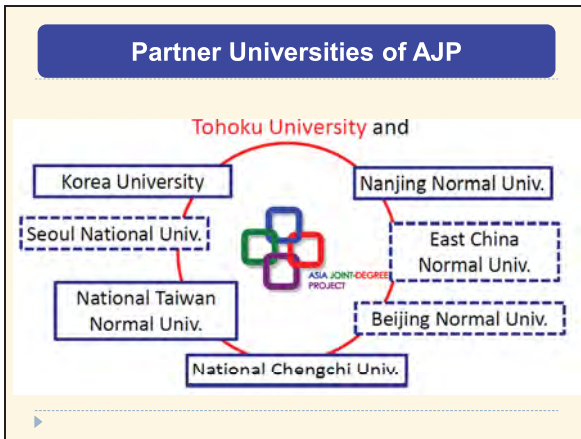 Partner Universities of AJP
Tohoku University and
Korea University
Nanjing Normal Univ.
Seoul National Univ.
East China
Normal Univ.
ASIA JOINT-DEGREE
PROJECT
National Taiwan
Normal Univ.
Beijing Normal Univ.
National Chengchi Univ.